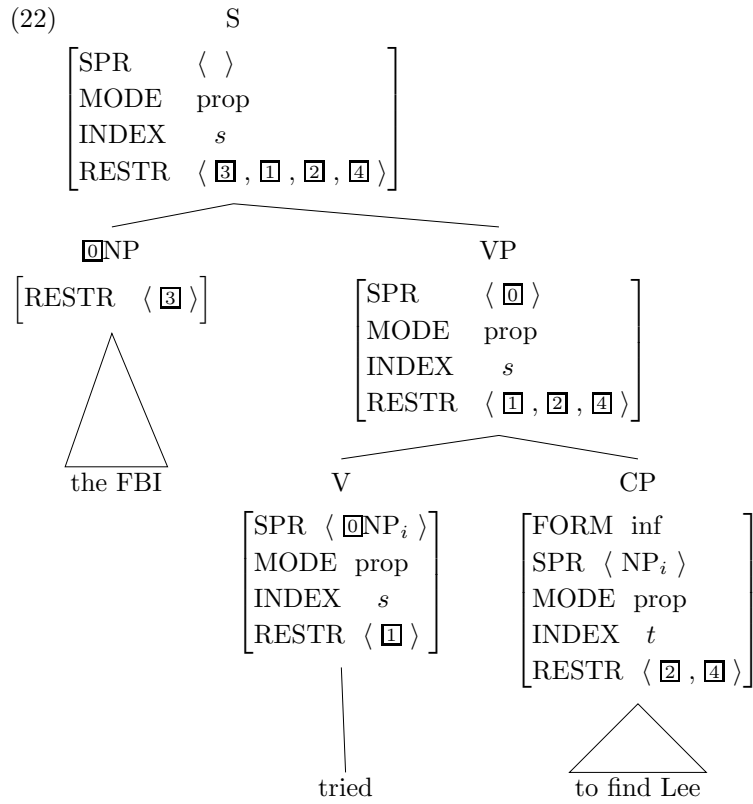 (22) S
SPR ⟨ ⟩
MODE prop
INDEX s
RESTR ⟨ 3 , 1 , 2 , 4 ⟩
0NP VP
RESTR ⟨ 3 ⟩
SPR ⟨ 0 ⟩
MODE prop
INDEX s
RESTR ⟨ 1 , 2 , 4 ⟩
the FBI
V CP
SPR ⟨ 0NPi ⟩
MODE prop
INDEX s
RESTR ⟨ 1 ⟩
FORM inf
SPR ⟨ NPi ⟩
MODE prop
INDEX t
RESTR ⟨ 2 , 4 ⟩
tried to find Lee